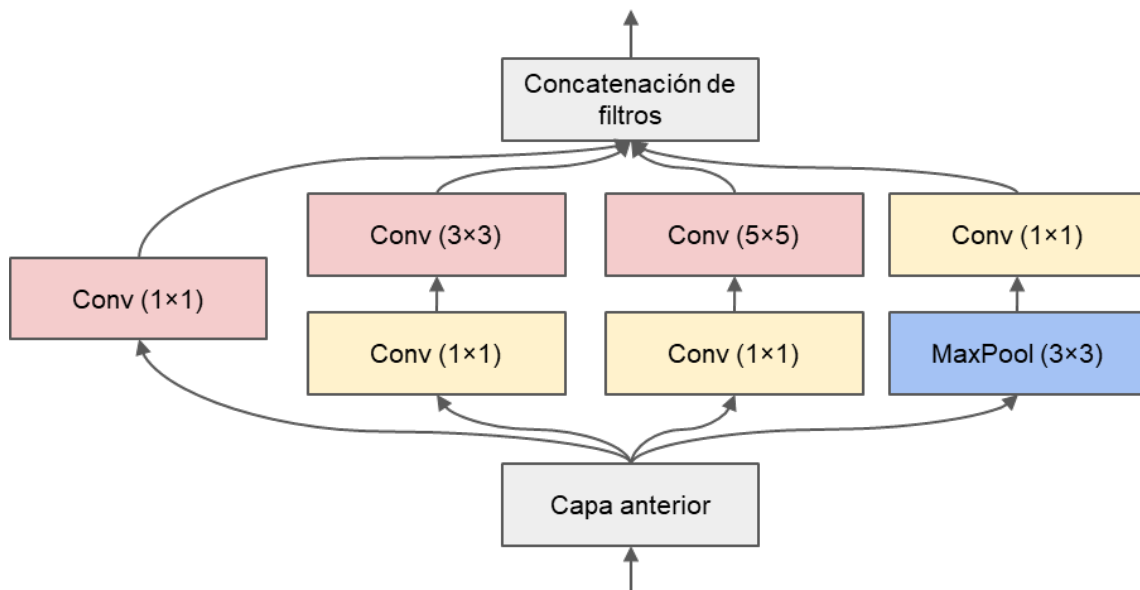 Concatenación de
filtros
Conv (3×3)
Conv (5×5)
Conv (1×1)
Conv (1×1)
Conv (1×1)
Conv (1×1)
MaxPool (3×3)
Capa anterior